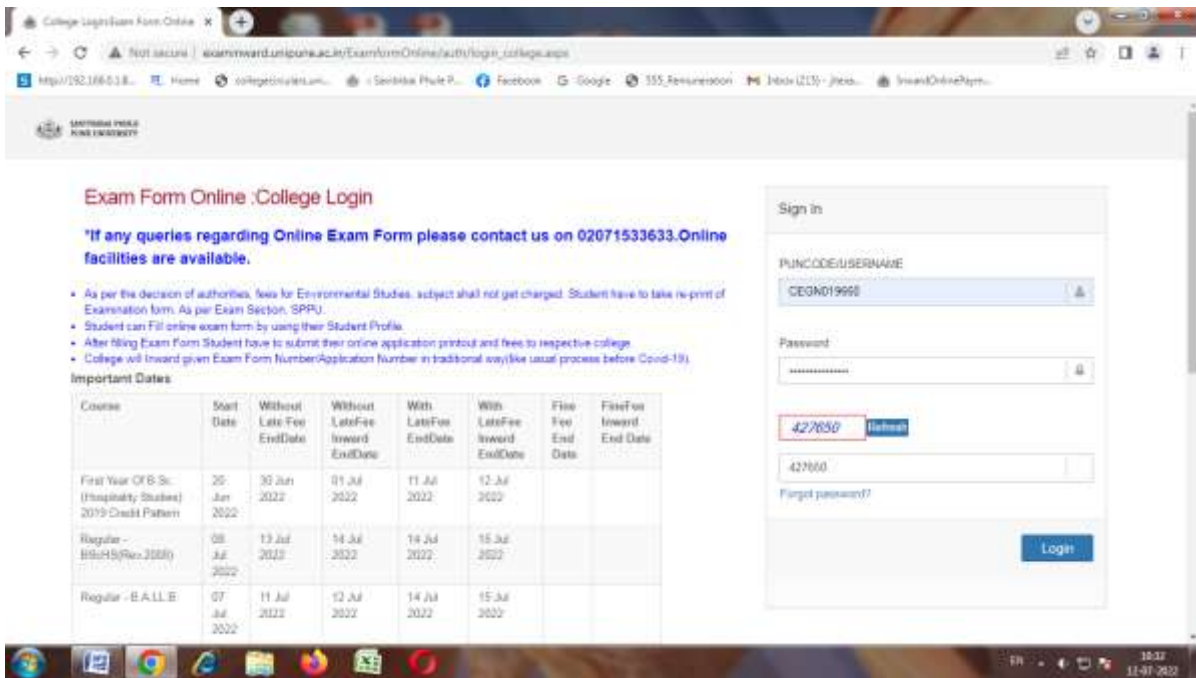 College Login:Exam Form Online
Not secure | examinward.unipune.ac.in/ExamformOnline/auth/login_college.aspx
Home
Facebook
Google
SAVITRIBAI PHULE
PUNE UNIVERSITY
Exam Form Online :College Login
*If any queries regarding Online Exam Form please contact us on 02071533633.Online
facilities are available.
As per the decision of authorities, fees for Environmental Studies, subject shall not get charged. Student have to take re-print of
Examination form. As per Exam Section, SPPU.
Student can Fill online exam form by using their Student Profile.
After filling Exam Form Student have to submit their online application printout and fees to respective college.
College will Inward given Exam Form Number/Application Number in traditional way(like usual process before Covid-19).
Important Dates
Course Start Date Without Late Fee EndDate Without LateFee Inward EndDate With LateFee EndDate With LateFee Inward EndDate Fine Fee End Date FineFee Inward End Date
First Year Of B.Sc. (Hospitality Studies) 2019 Credit Pattern 20 Jun 2022 30 Jun 2022 01 Jul 2022 11 Jul 2022 12 Jul 2022
Regular - 08 Jul 2022 13 Jul 2022 14 Jul 2022 14 Jul 2022 15 Jul 2022
Regular - B.A.LL.B 07 Jul 2022 11 Jul 2022 12 Jul 2022 14 Jul 2022 15 Jul 2022
Sign In
PUNCODE/USERNAME
CEGN019660
Password
427650
Refresh
427650
Forgot password?
Login
EN
10:32
12-07-2022